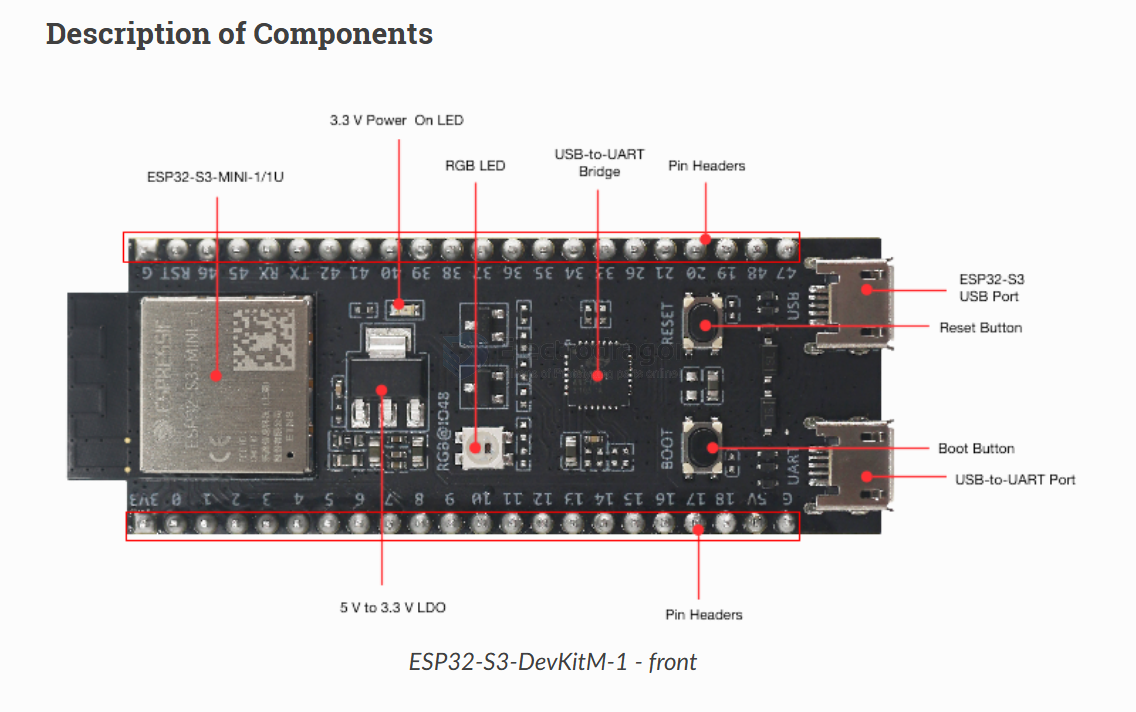 Description of Components
3.3 V Power On LED
RGB LED
USB-to-UART
Bridge
Pin Headers
ESP32-S3-MINI-1/1U
G RST 46 45 RX TX 42 41 40 39 38 37 36 35 34 33 26 21 20 19 48 47
ESP32-S3
USB Port
USB
RESET
Reset Button
ESPRESSIF
ESP32-S3-MINI-1
CE
RGB@IO48
BOOT
UART
Boot Button
USB-to-UART Port
3V3 0 1 2 3 4 5 6 7 8 9 10 11 12 13 14 15 16 17 18 5V G
5 V to 3.3 V LDO
Pin Headers
ESP32-S3-DevKitM-1 - front